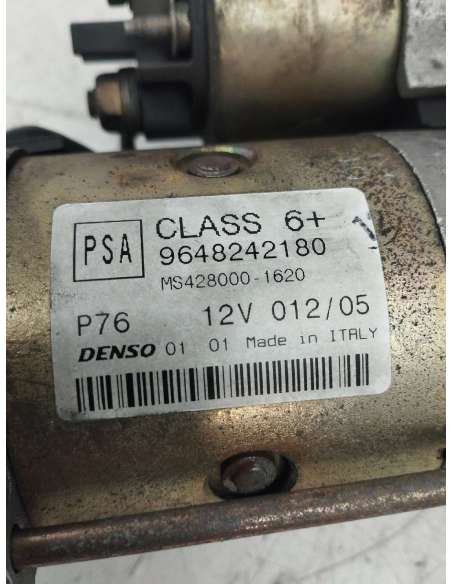 PSA
CLASS 6+
9648242180
MS428000-1620
P76 12V 012/05
DENSO 01 01 Made in ITALY